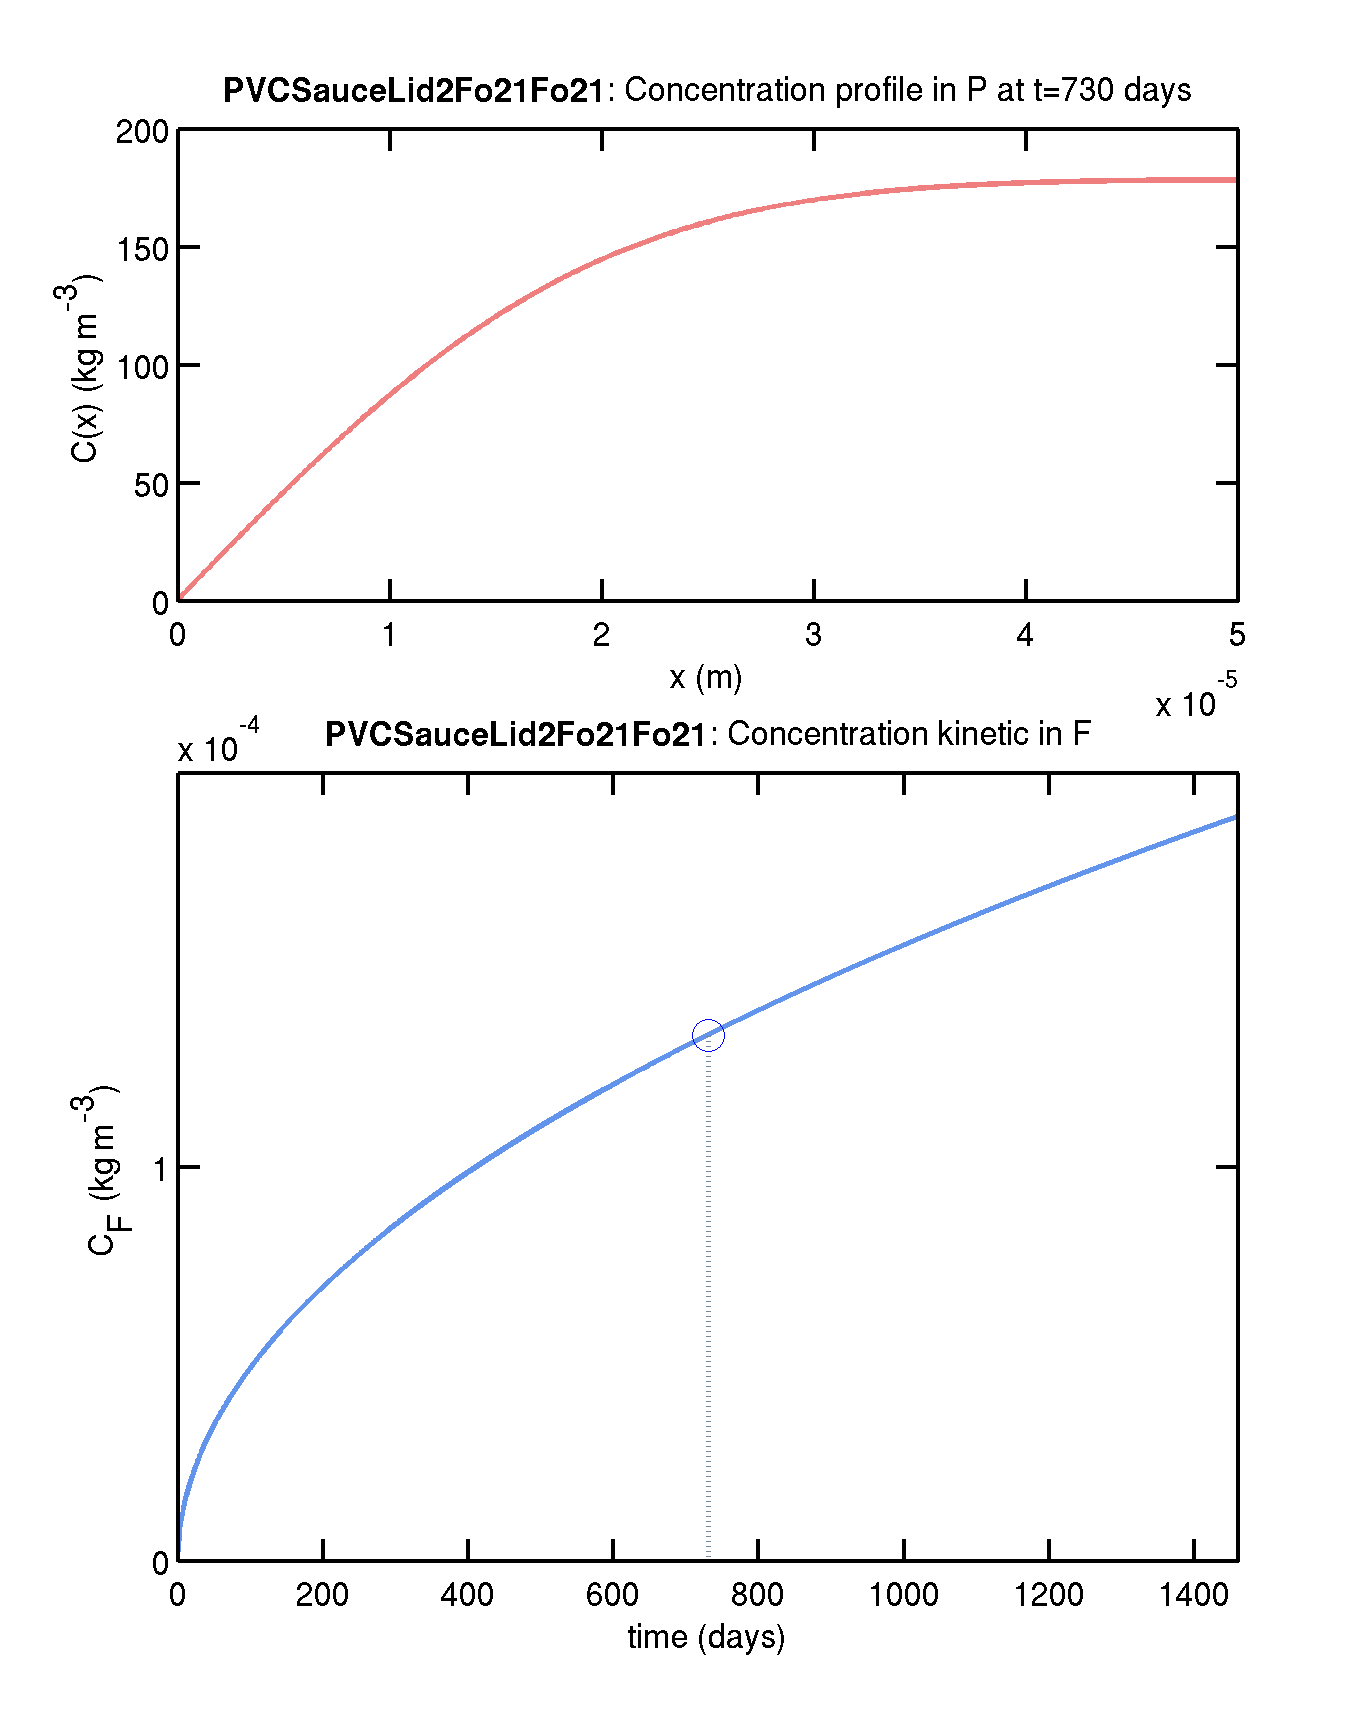 PVCSauceLid2Fo21Fo21: Concentration profile in P at t=730 days
200
150
100
50
0
C(x) (kg m-3)
0 1 2 3 4 5
x (m)
x 10-5
x 10-4
PVCSauceLid2Fo21Fo21: Concentration kinetic in F
1
0
CF (kg m-3)
0 200 400 600 800 1000 1200 1400
time (days)